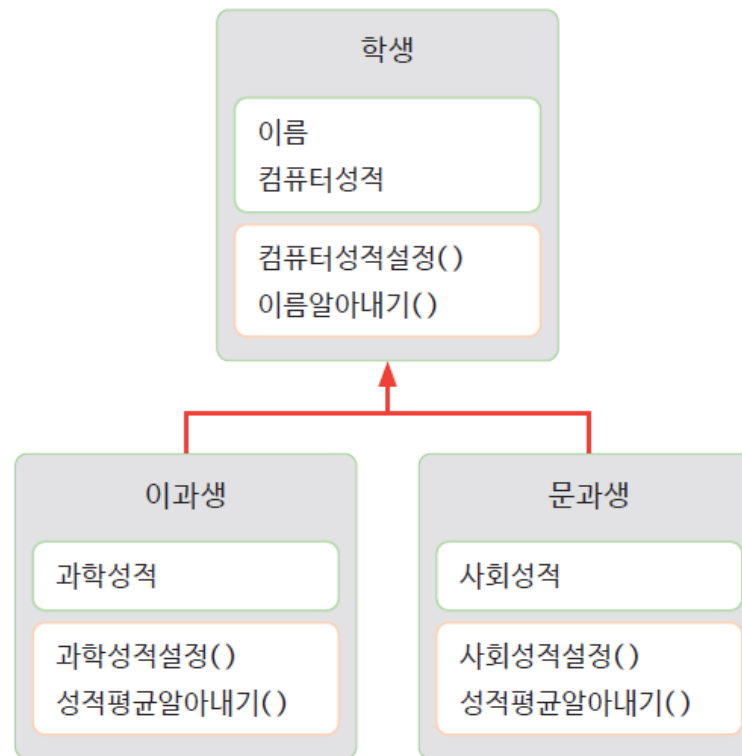 학생
이름
컴퓨터성적
컴퓨터성적설정()
이름알아내기()
이과생
과학성적
과학성적설정()
성적평균알아내기()
문과생
사회성적
사회성적설정()
성적평균알아내기()